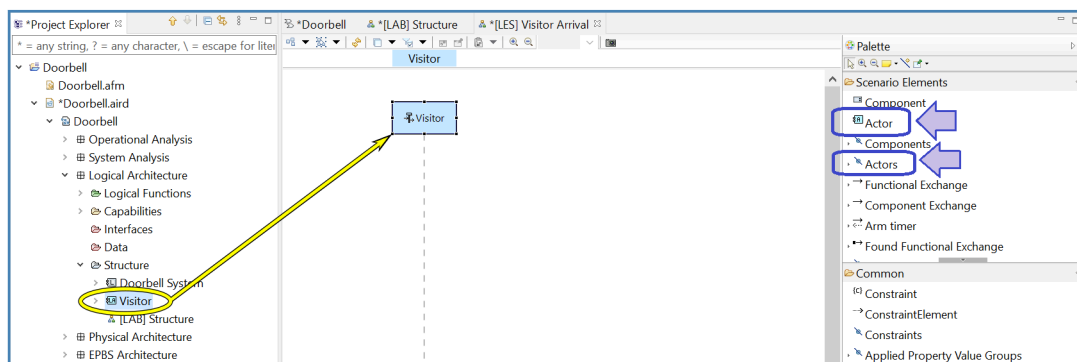 *Project Explorer
* = any string, ? = any character, \ = escape for liter
Doorbell
Doorbell.afm
*Doorbell.aird
Doorbell
Operational Analysis
System Analysis
Logical Architecture
Logical Functions
Capabilities
Interfaces
Data
Structure
Doorbell System
Visitor
[LAB] Structure
Physical Architecture
EPBS Architecture
*Doorbell
*[LAB] Structure
*[LES] Visitor Arrival
Visitor
Visitor
Palette
Scenario Elements
Component
Actor
Components
Actors
Functional Exchange
Component Exchange
Arm timer
Found Functional Exchange
Common
Constraint
ConstraintElement
Constraints
Applied Property Value Groups